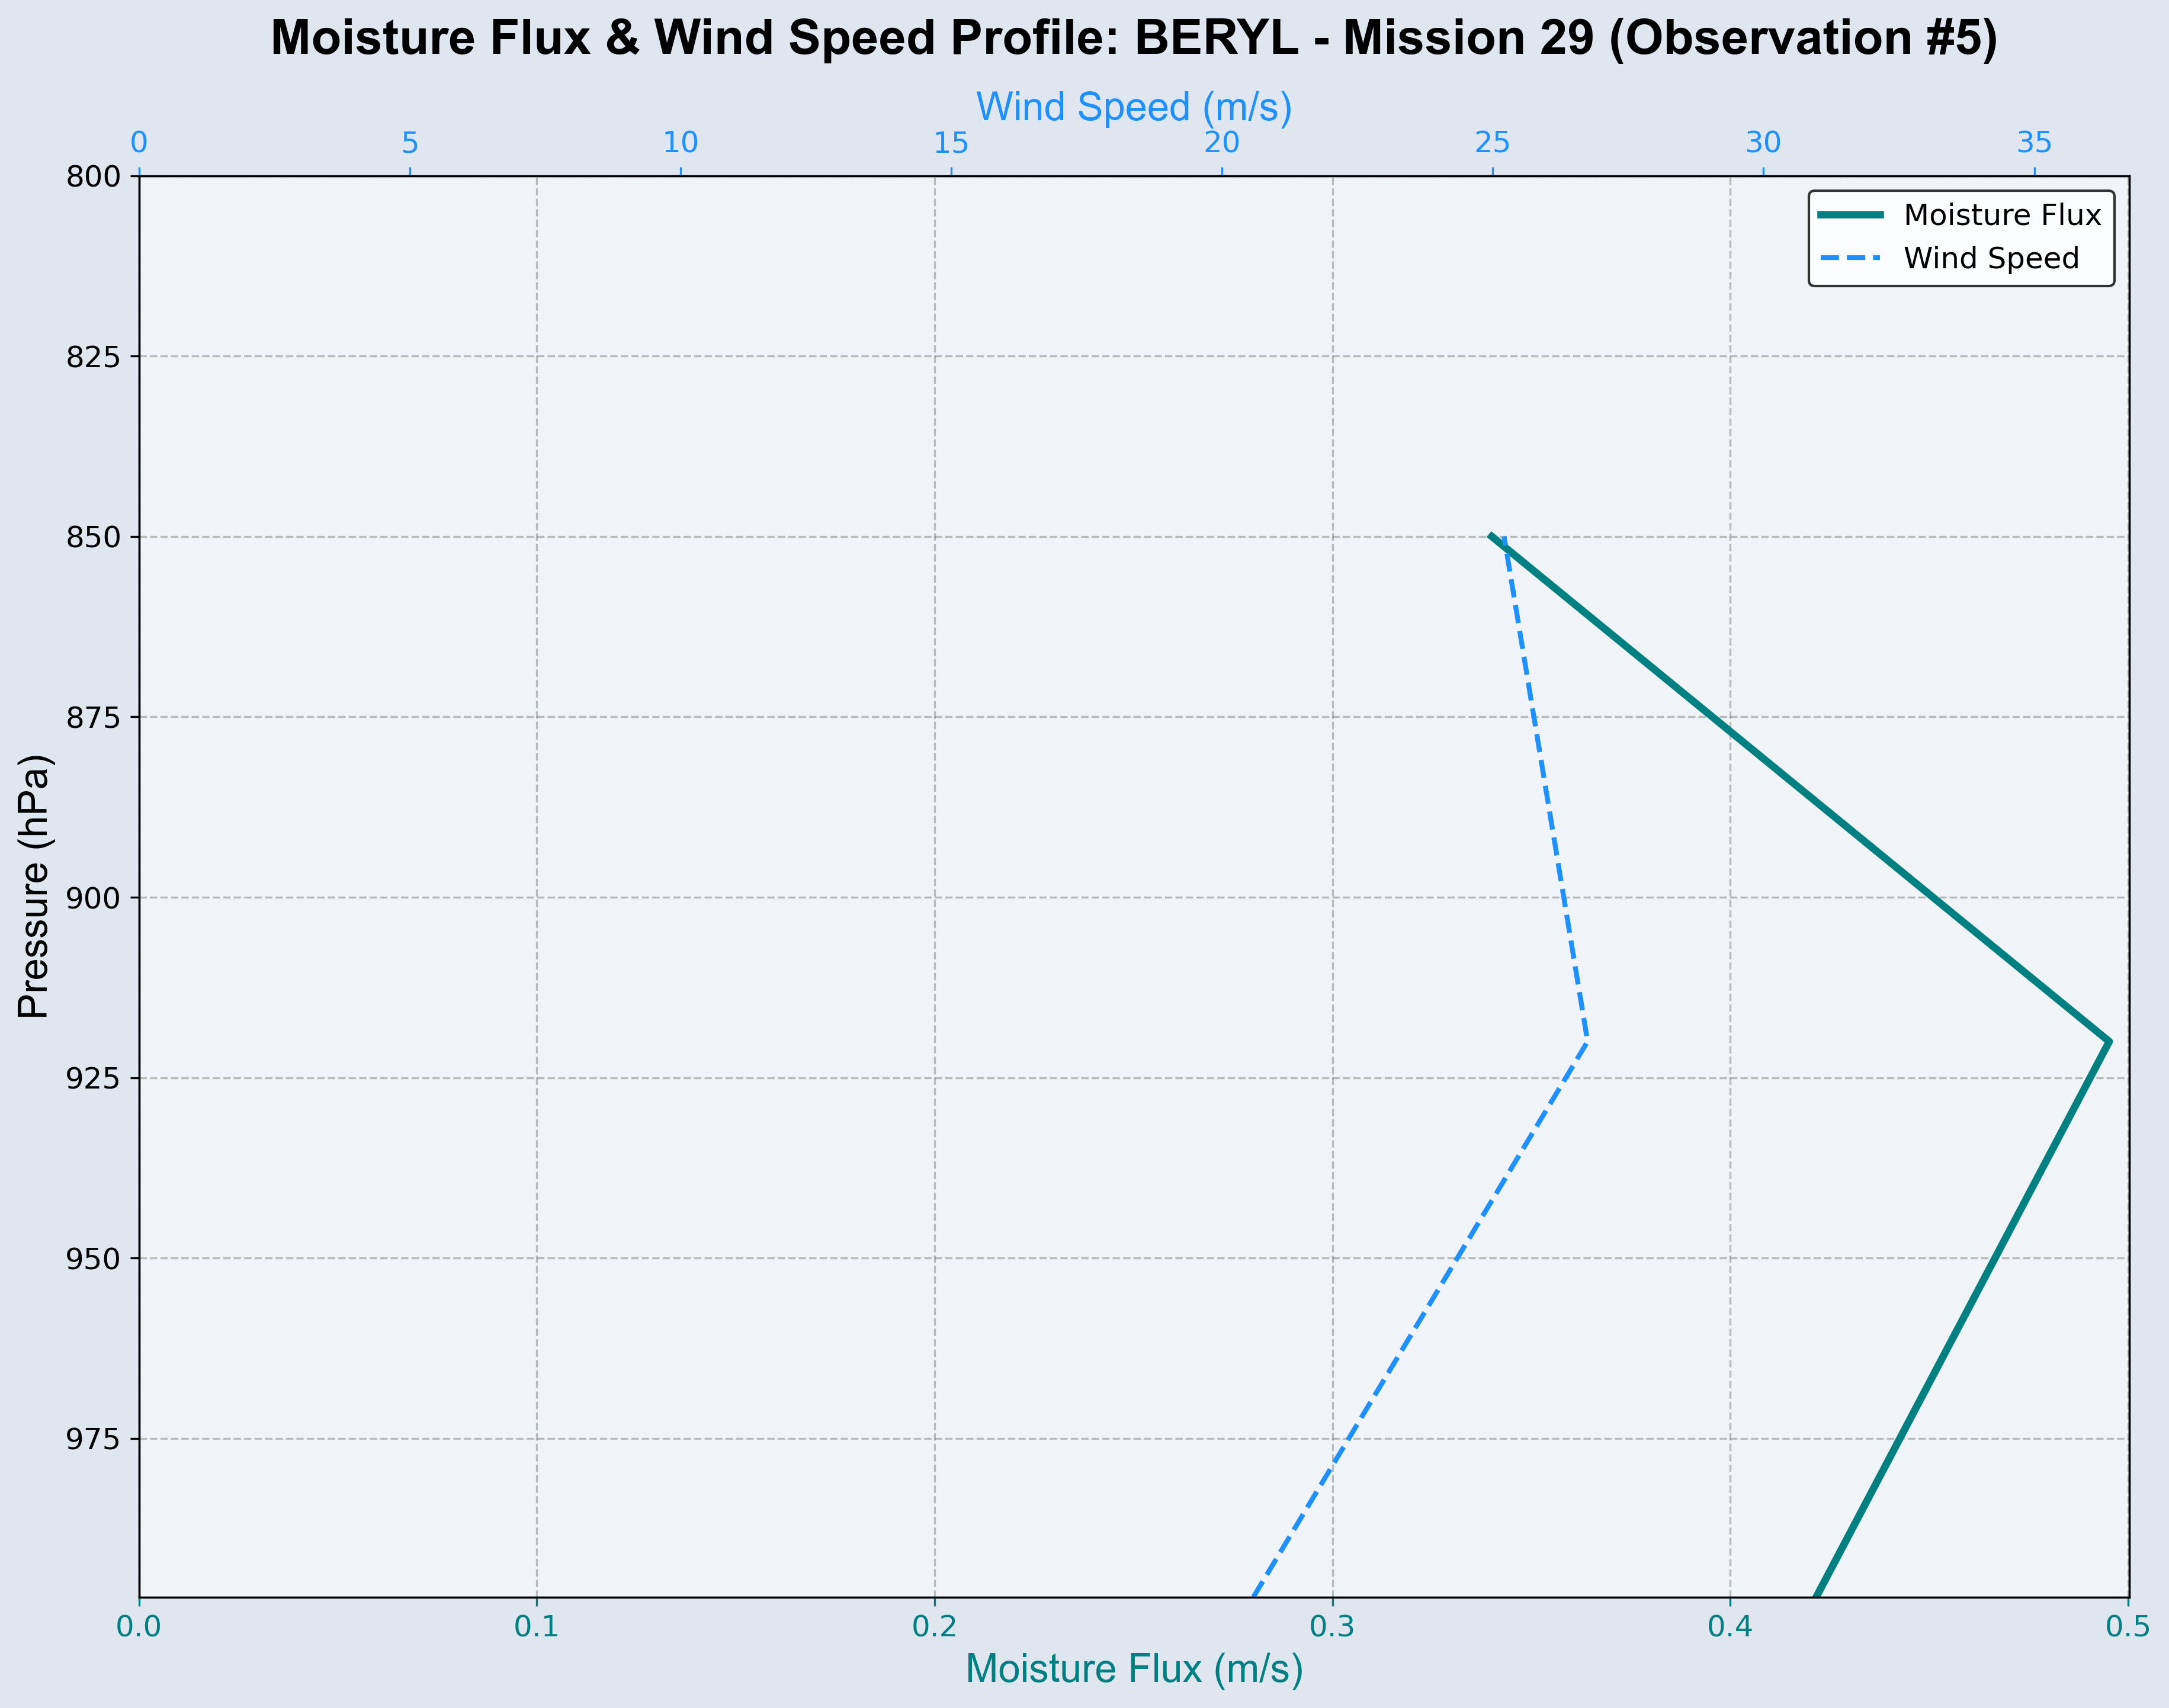 Moisture Flux & Wind Speed Profile: BERYL - Mission 29 (Observation #5)
Wind Speed (m/s)
0 5 10 15 20 25 30 35
Moisture Flux
Wind Speed
Pressure (hPa)
800
825
850
875
900
925
950
975
0.0 0.1 0.2 0.3 0.4 0.5
Moisture Flux (m/s)